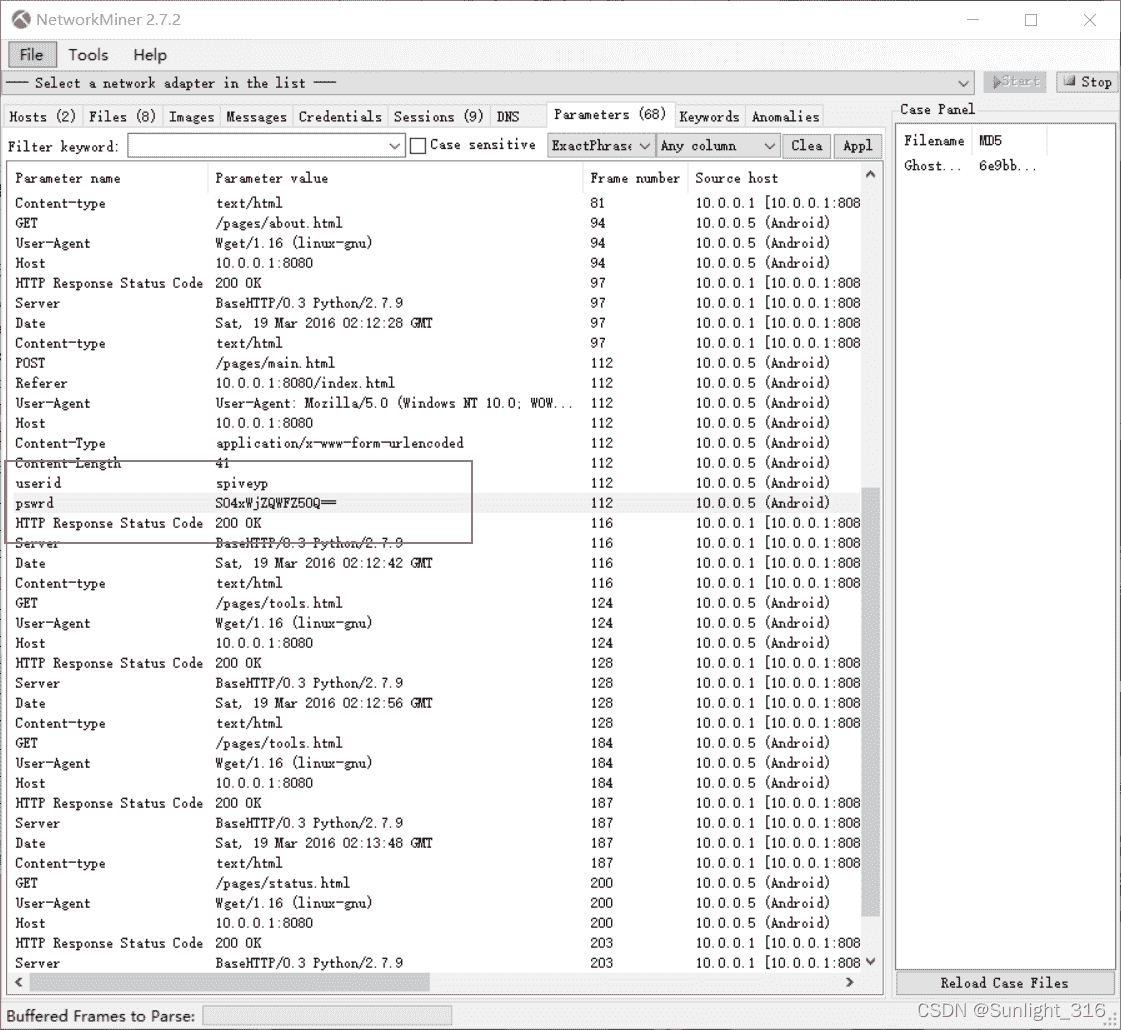 NetworkMiner 2.7.2
File Tools Help
--- Select a network adapter in the list ---
Start Stop
Hosts (2) Files (8) Images Messages Credentials Sessions (9) DNS Parameters (68) Keywords Anomalies
Case Panel
Filter keyword: Case sensitive ExactPhrase Any column Clea Appl
Filename MD5
Ghost... 6e9bb...
Parameter name Parameter value Frame number Source host
Content-type text/html 81 10.0.0.1 [10.0.0.1:808
GET /pages/about.html 94 10.0.0.5 (Android)
User-Agent Wget/1.16 (linux-gnu) 94 10.0.0.5 (Android)
Host 10.0.0.1:8080 94 10.0.0.5 (Android)
HTTP Response Status Code 200 OK 97 10.0.0.1 [10.0.0.1:808
Server BaseHTTP/0.3 Python/2.7.9 97 10.0.0.1 [10.0.0.1:808
Date Sat, 19 Mar 2016 02:12:28 GMT 97 10.0.0.1 [10.0.0.1:808
Content-type text/html 97 10.0.0.1 [10.0.0.1:808
POST /pages/main.html 112 10.0.0.5 (Android)
Referer 10.0.0.1:8080/index.html 112 10.0.0.5 (Android)
User-Agent User-Agent: Mozilla/5.0 (Windows NT 10.0; WOW... 112 10.0.0.5 (Android)
Host 10.0.0.1:8080 112 10.0.0.5 (Android)
Content-Type application/x-www-form-urlencoded 112 10.0.0.5 (Android)
Content-Length 41 112 10.0.0.5 (Android)
userid spiveyp 112 10.0.0.5 (Android)
pswrd S04xWjZQWFZ5OQ== 112 10.0.0.5 (Android)
HTTP Response Status Code 200 OK 116 10.0.0.1 [10.0.0.1:808
Server BaseHTTP/0.3 Python/2.7.9 116 10.0.0.1 [10.0.0.1:808
Date Sat, 19 Mar 2016 02:12:42 GMT 116 10.0.0.1 [10.0.0.1:808
Content-type text/html 116 10.0.0.1 [10.0.0.1:808
GET /pages/tools.html 124 10.0.0.5 (Android)
User-Agent Wget/1.16 (linux-gnu) 124 10.0.0.5 (Android)
Host 10.0.0.1:8080 124 10.0.0.5 (Android)
HTTP Response Status Code 200 OK 128 10.0.0.1 [10.0.0.1:808
Server BaseHTTP/0.3 Python/2.7.9 128 10.0.0.1 [10.0.0.1:808
Date Sat, 19 Mar 2016 02:12:56 GMT 128 10.0.0.1 [10.0.0.1:808
Content-type text/html 128 10.0.0.1 [10.0.0.1:808
GET /pages/tools.html 184 10.0.0.5 (Android)
User-Agent Wget/1.16 (linux-gnu) 184 10.0.0.5 (Android)
Host 10.0.0.1:8080 184 10.0.0.5 (Android)
HTTP Response Status Code 200 OK 187 10.0.0.1 [10.0.0.1:808
Server BaseHTTP/0.3 Python/2.7.9 187 10.0.0.1 [10.0.0.1:808
Date Sat, 19 Mar 2016 02:13:48 GMT 187 10.0.0.1 [10.0.0.1:808
Content-type text/html 187 10.0.0.1 [10.0.0.1:808
GET /pages/status.html 200 10.0.0.5 (Android)
User-Agent Wget/1.16 (linux-gnu) 200 10.0.0.5 (Android)
Host 10.0.0.1:8080 200 10.0.0.5 (Android)
HTTP Response Status Code 200 OK 203 10.0.0.1 [10.0.0.1:808
Server BaseHTTP/0.3 Python/2.7.9 203 10.0.0.1 [10.0.0.1:808
Reload Case Files
Buffered Frames to Parse:
CSDN @Sunlight_316